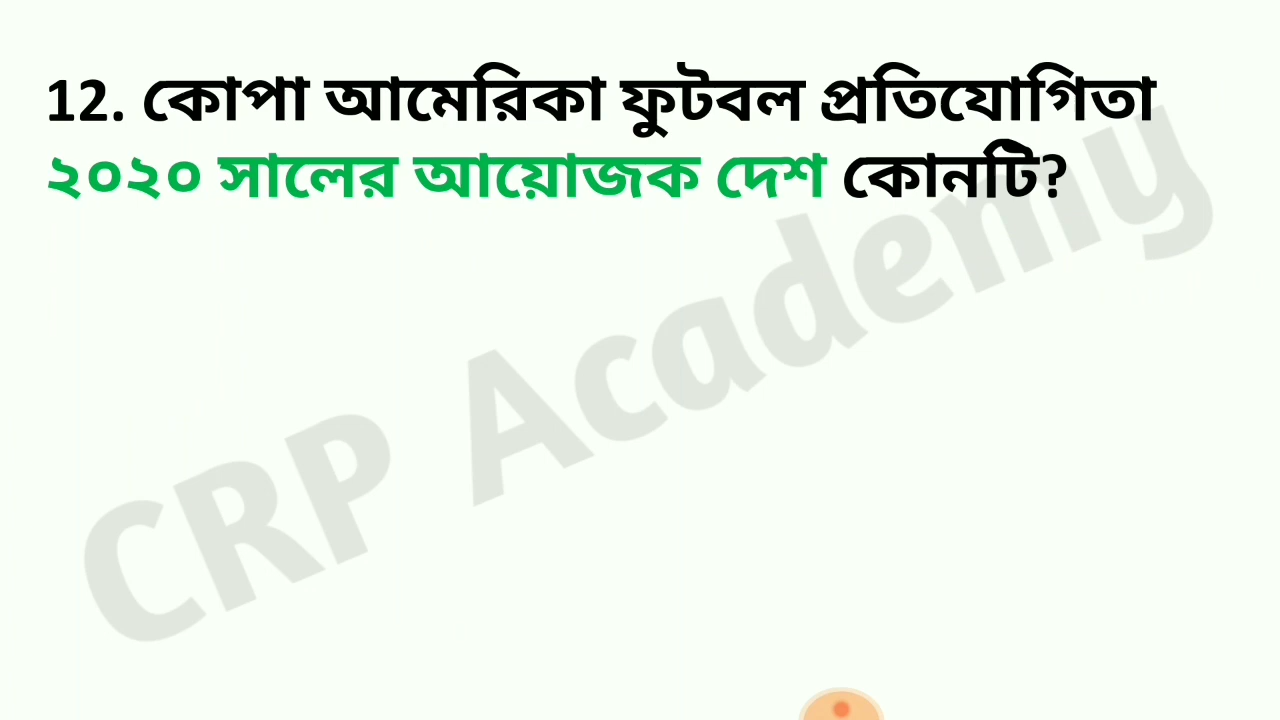 12. কোপা আমেরিকা ফুটবল প্রতিযোগিতা
২০২০ সালের আয়োজক দেশ কোনটি?
CRP Academy